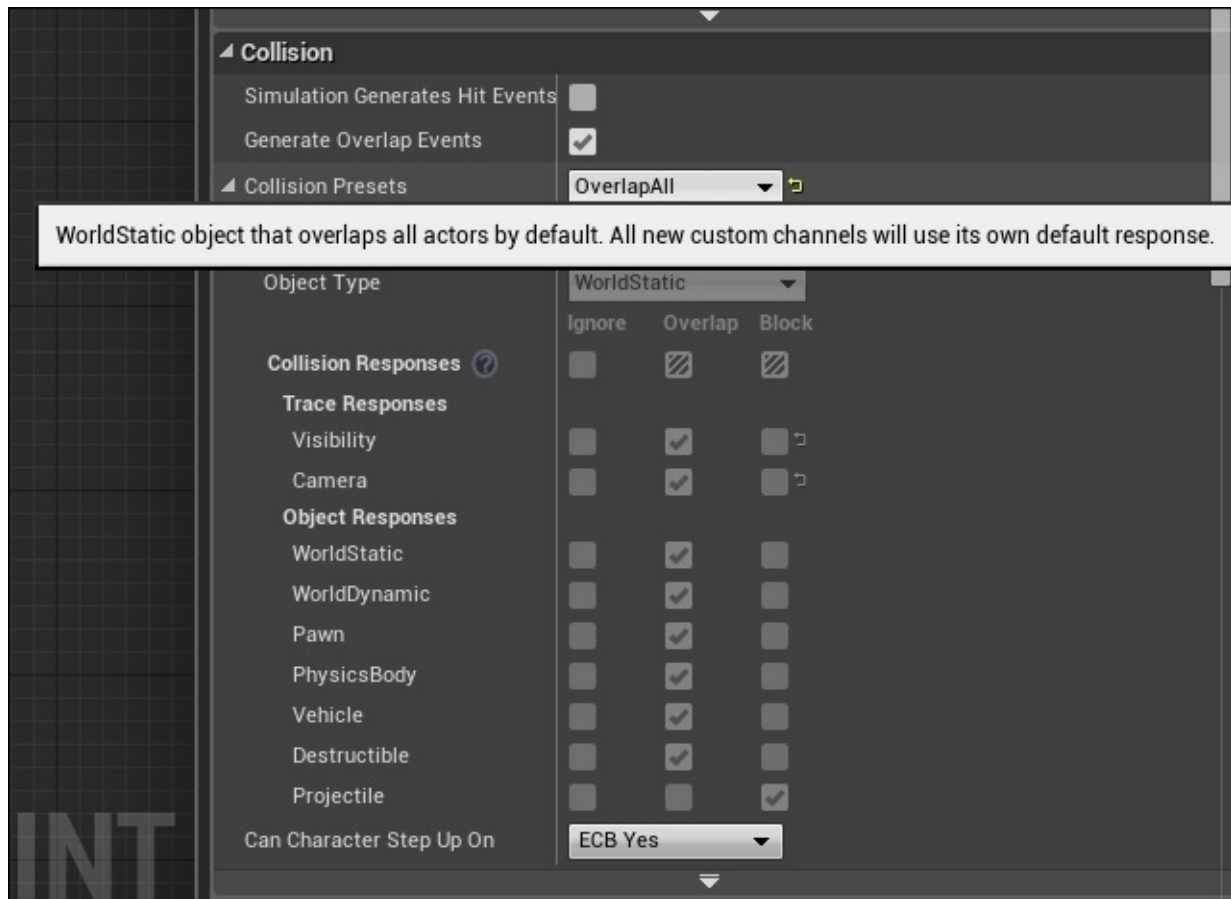 Collision
Simulation Generates Hit Events
Generate Overlap Events
Collision Presets OverlapAll
WorldStatic object that overlaps all actors by default. All new custom channels will use its own default response.
Object Type WorldStatic
Ignore Overlap Block
Collision Responses ?
Trace Responses
Visibility
Camera
Object Responses
WorldStatic
WorldDynamic
Pawn
PhysicsBody
Vehicle
Destructible
Projectile
Can Character Step Up On ECB Yes
INT